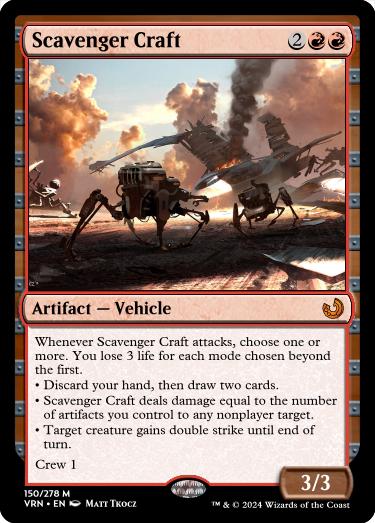 Scavenger Craft 2
Artifact — Vehicle
Whenever Scavenger Craft attacks, choose one or
more. You lose 3 life for each mode chosen beyond
the first.
• Discard your hand, then draw two cards.
• Scavenger Craft deals damage equal to the number
of artifacts you control to any nonplayer target.
• Target creature gains double strike until end of
turn.
Crew 1
3/3
150/278 M
VRN • EN Matt Tkocz
™ & © 2024 Wizards of the Coast